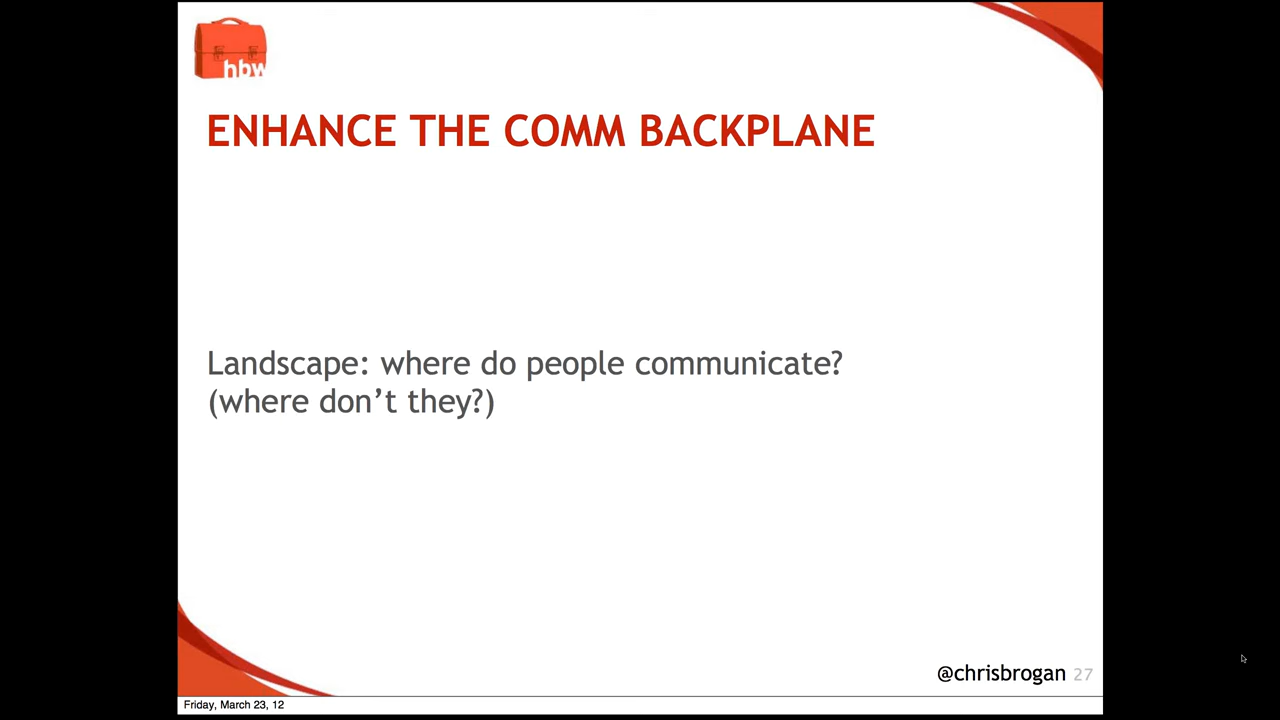 hbw
ENHANCE THE COMM BACKPLANE
Landscape: where do people communicate?
(where don’t they?)
@chrisbrogan 27
Friday, March 23, 12